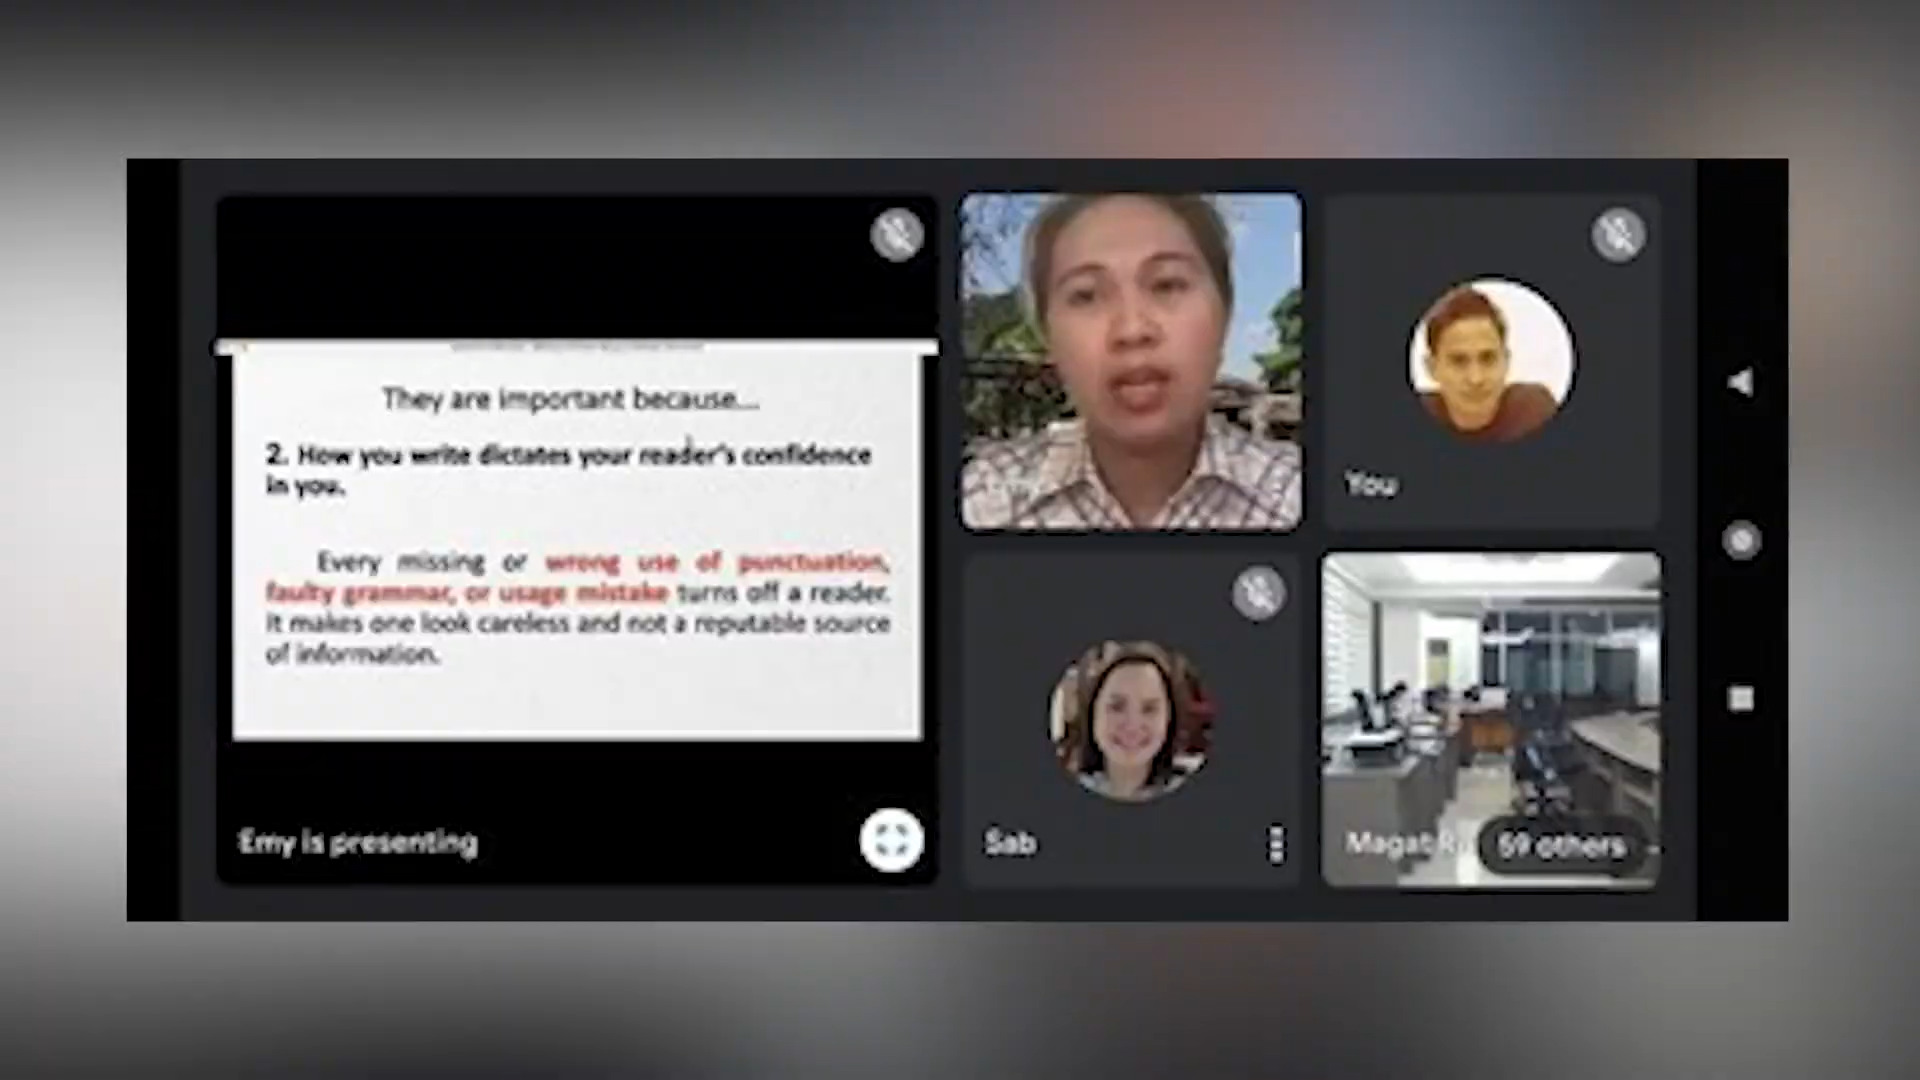 They are important because...
2. How you write dictates your reader's confidence
in you.
Every missing or wrong use of punctuation,
faulty grammar, or usage mistake turns off a reader.
It makes one look careless and not a reputable source
of information.
Emy is presenting
You
Sab
Magat R
59 others